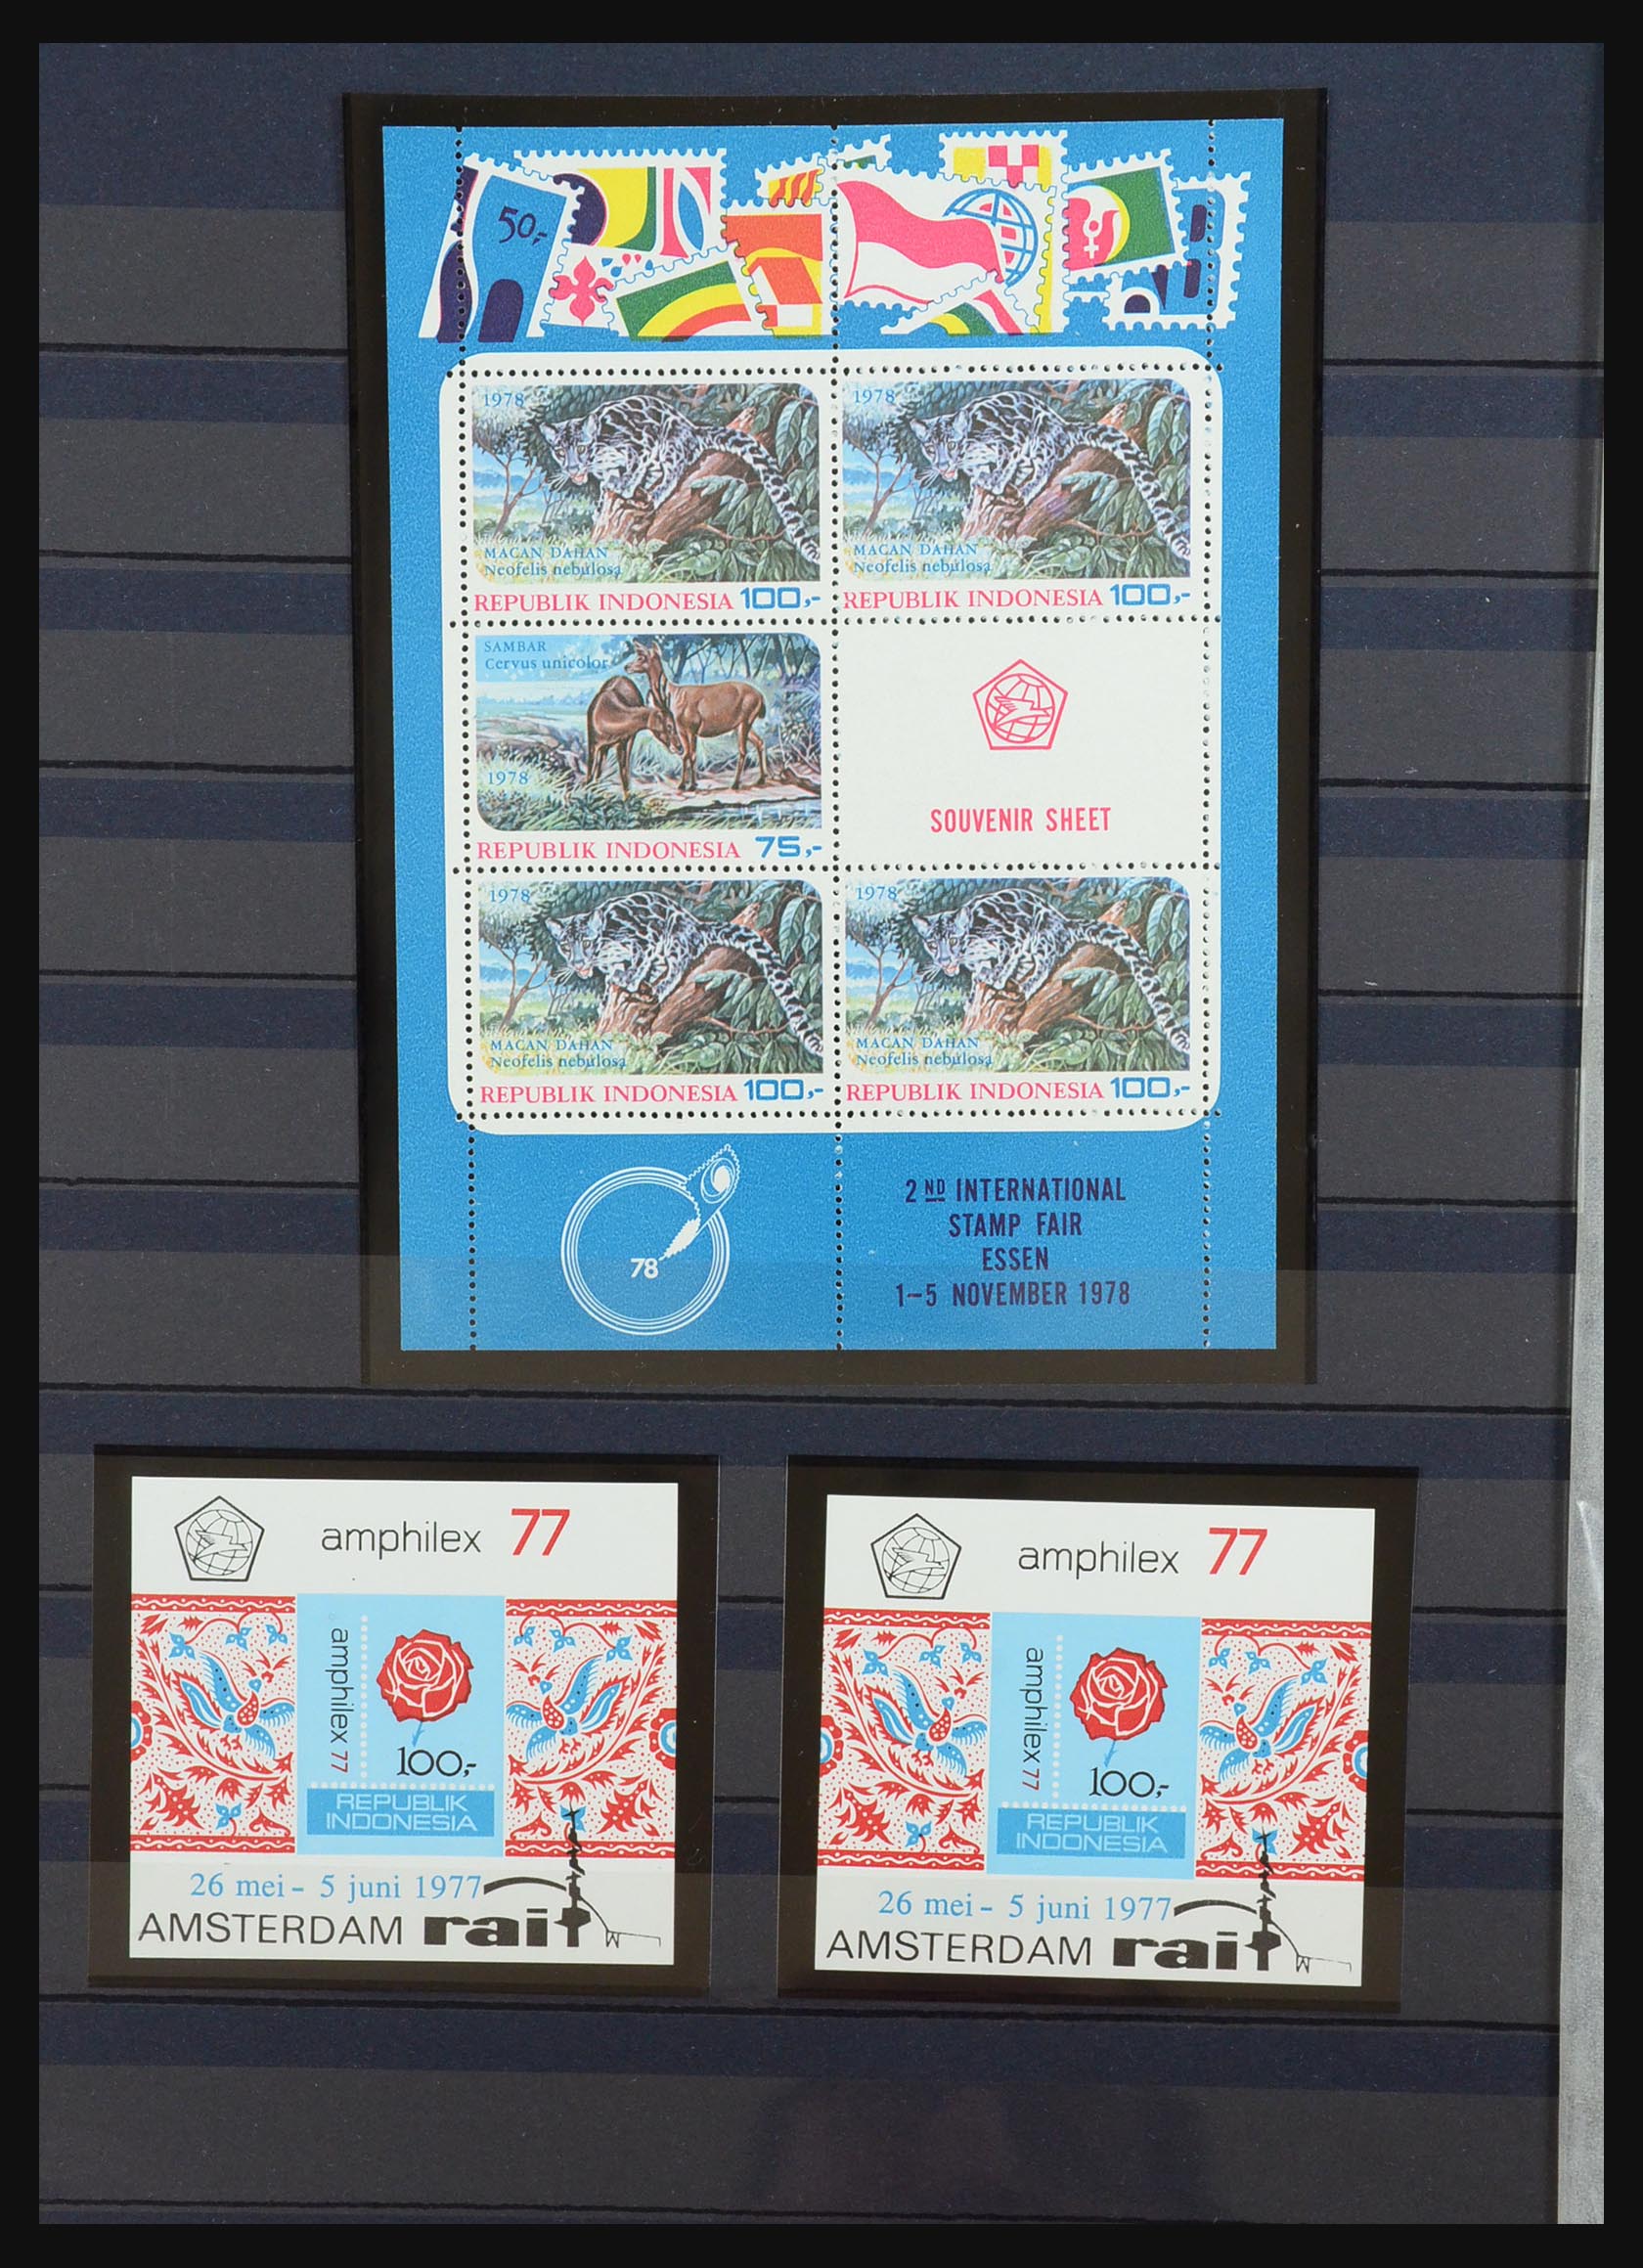 50,-
1978
MACAN DAHAN
Neofelis nebulosa
REPUBLIK INDONESIA 100,-
1978
MACAN DAHAN
Neofelis nebulosa
REPUBLIK INDONESIA 100,-
SAMBAR
Cervus unicolor
1978
REPUBLIK INDONESIA 75,-
SOUVENIR SHEET
1978
MACAN DAHAN
Neofelis nebulosa
REPUBLIK INDONESIA 100,-
1978
MACAN DAHAN
Neofelis nebulosa
REPUBLIK INDONESIA 100,-
78
2ND INTERNATIONAL
STAMP FAIR
ESSEN
1-5 NOVEMBER 1978
amphilex 77
amphilex 77
100,-
REPUBLIK
INDONESIA
26 mei - 5 juni 1977
AMSTERDAM rai
amphilex 77
amphilex 77
100,-
REPUBLIK
INDONESIA
26 mei - 5 juni 1977
AMSTERDAM rai